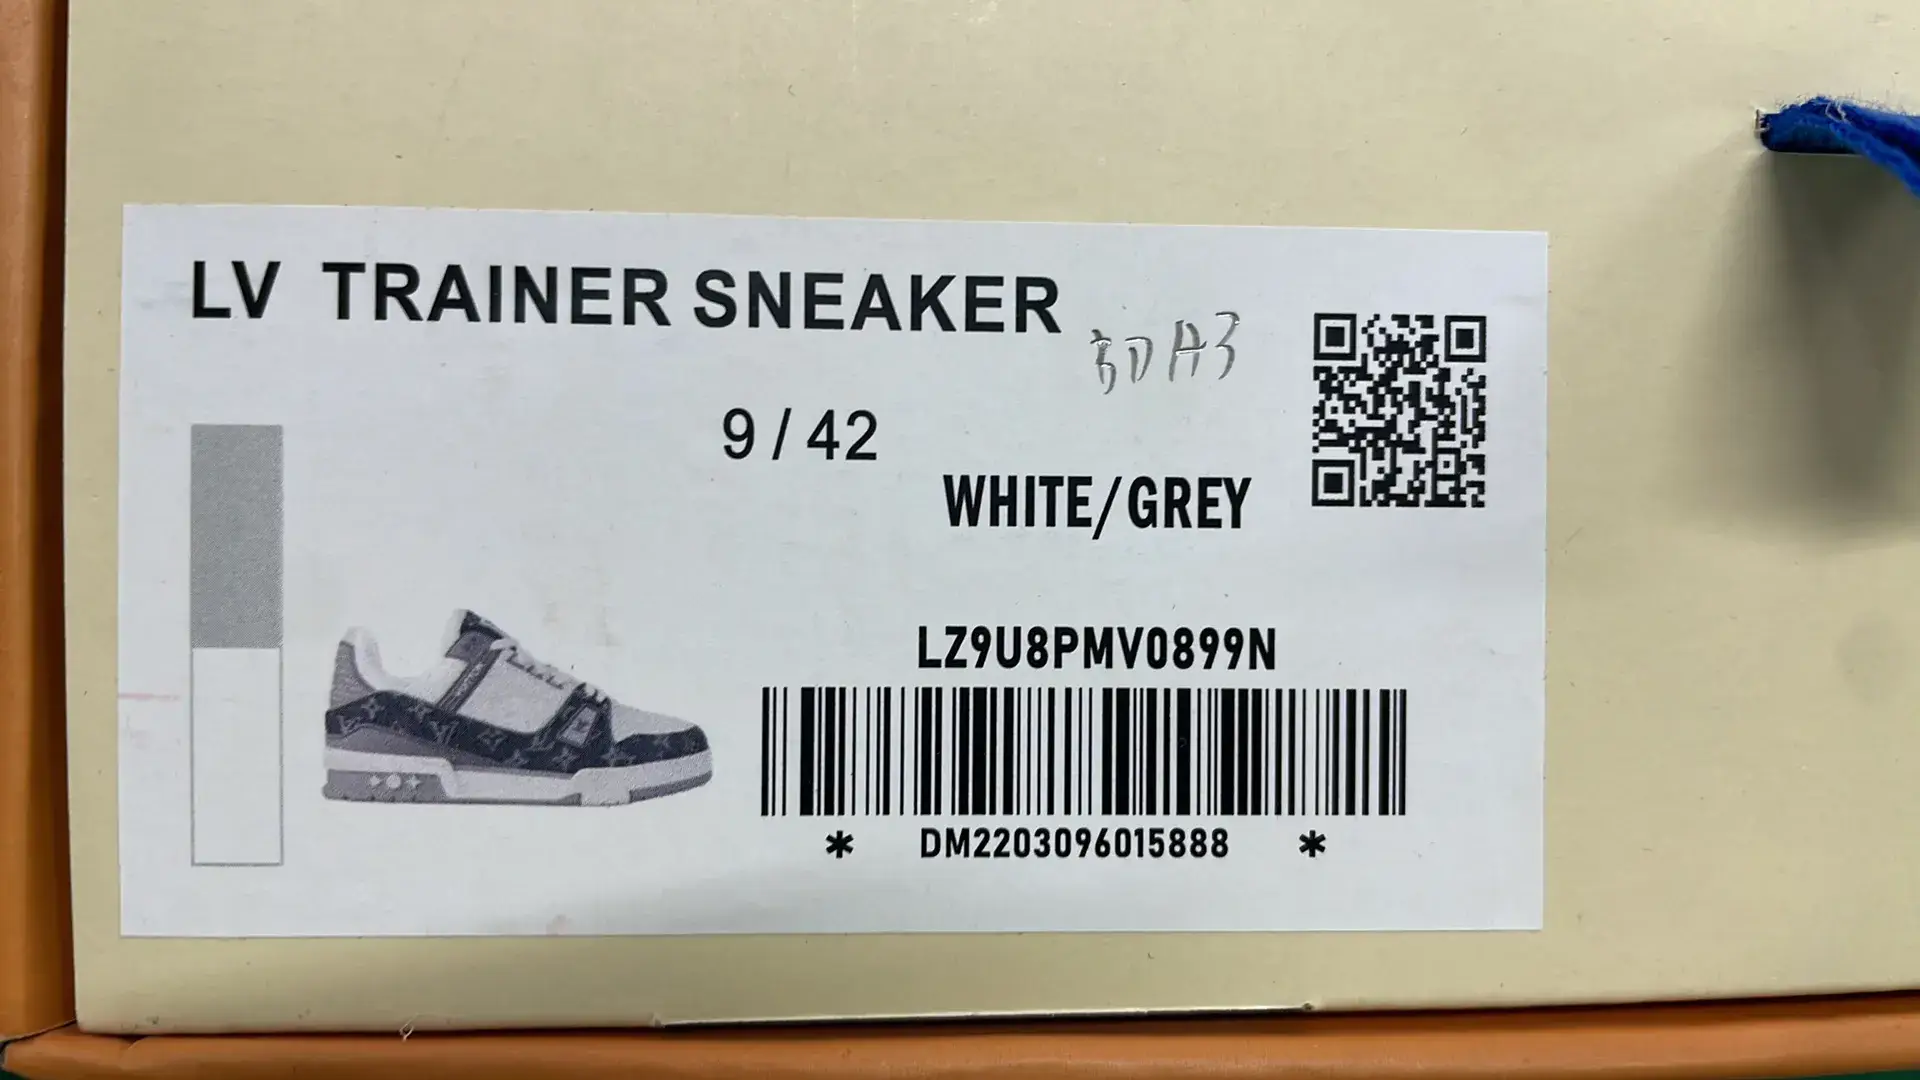 LV TRAINER SNEAKER
9 / 42
WHITE/GREY
LZ9U8PMV0899N
* DM2203096015888 *